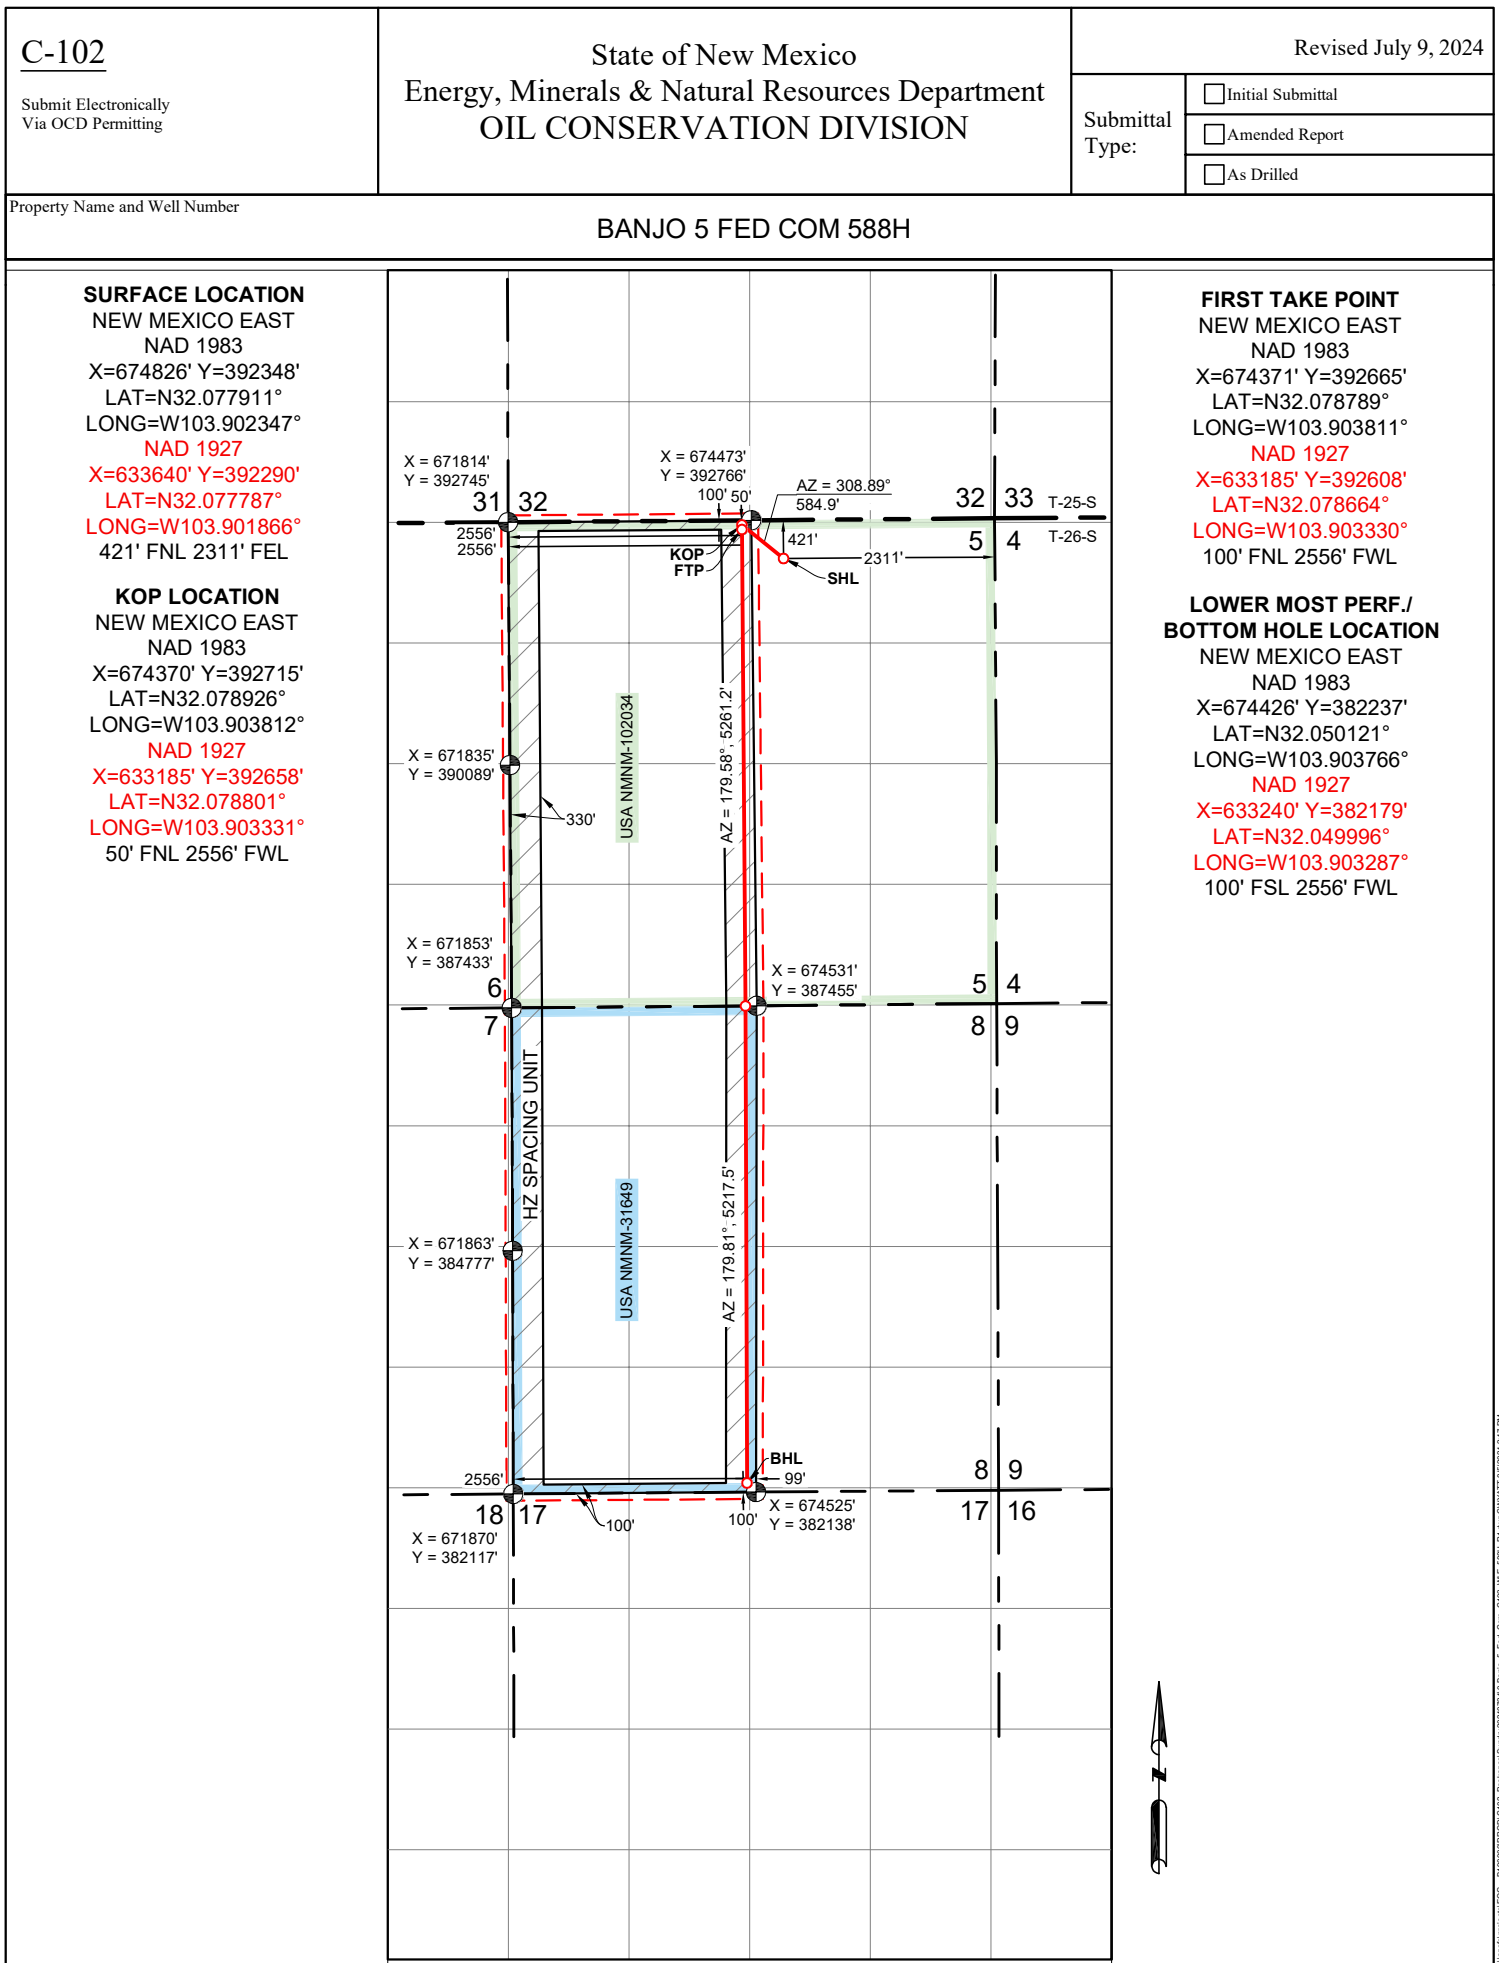 C-102
Submit Electronically
Via OCD Permitting
State of New Mexico
Energy, Minerals & Natural Resources Department
OIL CONSERVATION DIVISION
Revised July 9, 2024
Submittal
Type:
Initial Submittal
Amended Report
As Drilled
Property Name and Well Number
BANJO 5 FED COM 588H
SURFACE LOCATION
NEW MEXICO EAST
NAD 1983
X=674826' Y=392348'
LAT=N32.077911°
LONG=W103.902347°
NAD 1927
X=633640' Y=392290'
LAT=N32.077787°
LONG=W103.901866°
421' FNL 2311' FEL
KOP LOCATION
NEW MEXICO EAST
NAD 1983
X=674370' Y=392715'
LAT=N32.078926°
LONG=W103.903812°
NAD 1927
X=633185' Y=392658'
LAT=N32.078801°
LONG=W103.903331°
50' FNL 2556' FWL
X = 671814'
Y = 392745'
X = 674473'
Y = 392766'
100' 50'
AZ = 308.89°
584.9'
31 32
32 33
T-25-S
T-26-S
5 4
2556'
2556'
KOP
FTP
421'
2311'
SHL
X = 671835'
Y = 390089'
330'
USA NMNM-102034
AZ = 179.58°, 5261.2'
X = 671853'
Y = 387433'
X = 674531'
Y = 387455'
6
7
5 4
8 9
HZ SPACING UNIT
X = 671863'
Y = 384777'
USA NMNM-31649
AZ = 179.81°, 5217.5'
2556'
BHL
99'
8 9
18 17
100'
100'
X = 674525'
Y = 382138'
17 16
X = 671870'
Y = 382117'
FIRST TAKE POINT
NEW MEXICO EAST
NAD 1983
X=674371' Y=392665'
LAT=N32.078789°
LONG=W103.903811°
NAD 1927
X=633185' Y=392608'
LAT=N32.078664°
LONG=W103.903330°
100' FNL 2556' FWL
LOWER MOST PERF./
BOTTOM HOLE LOCATION
NEW MEXICO EAST
NAD 1983
X=674426' Y=382237'
LAT=N32.050121°
LONG=W103.903766°
NAD 1927
X=633240' Y=382179'
LAT=N32.049996°
LONG=W103.903287°
100' FSL 2556' FWL
N